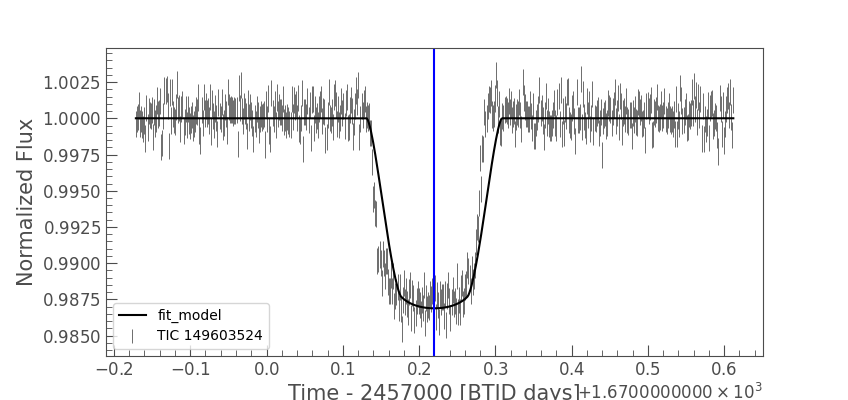 Normalized Flux
1.0025
1.0000
0.9975
0.9950
0.9925
0.9900
0.9875
0.9850
fit_model
TIC 149603524
−0.2 −0.1 0.0 0.1 0.2 0.3 0.4 0.5 0.6
Time - 2457000 [BTJD days] +1.6700000000 × 10³